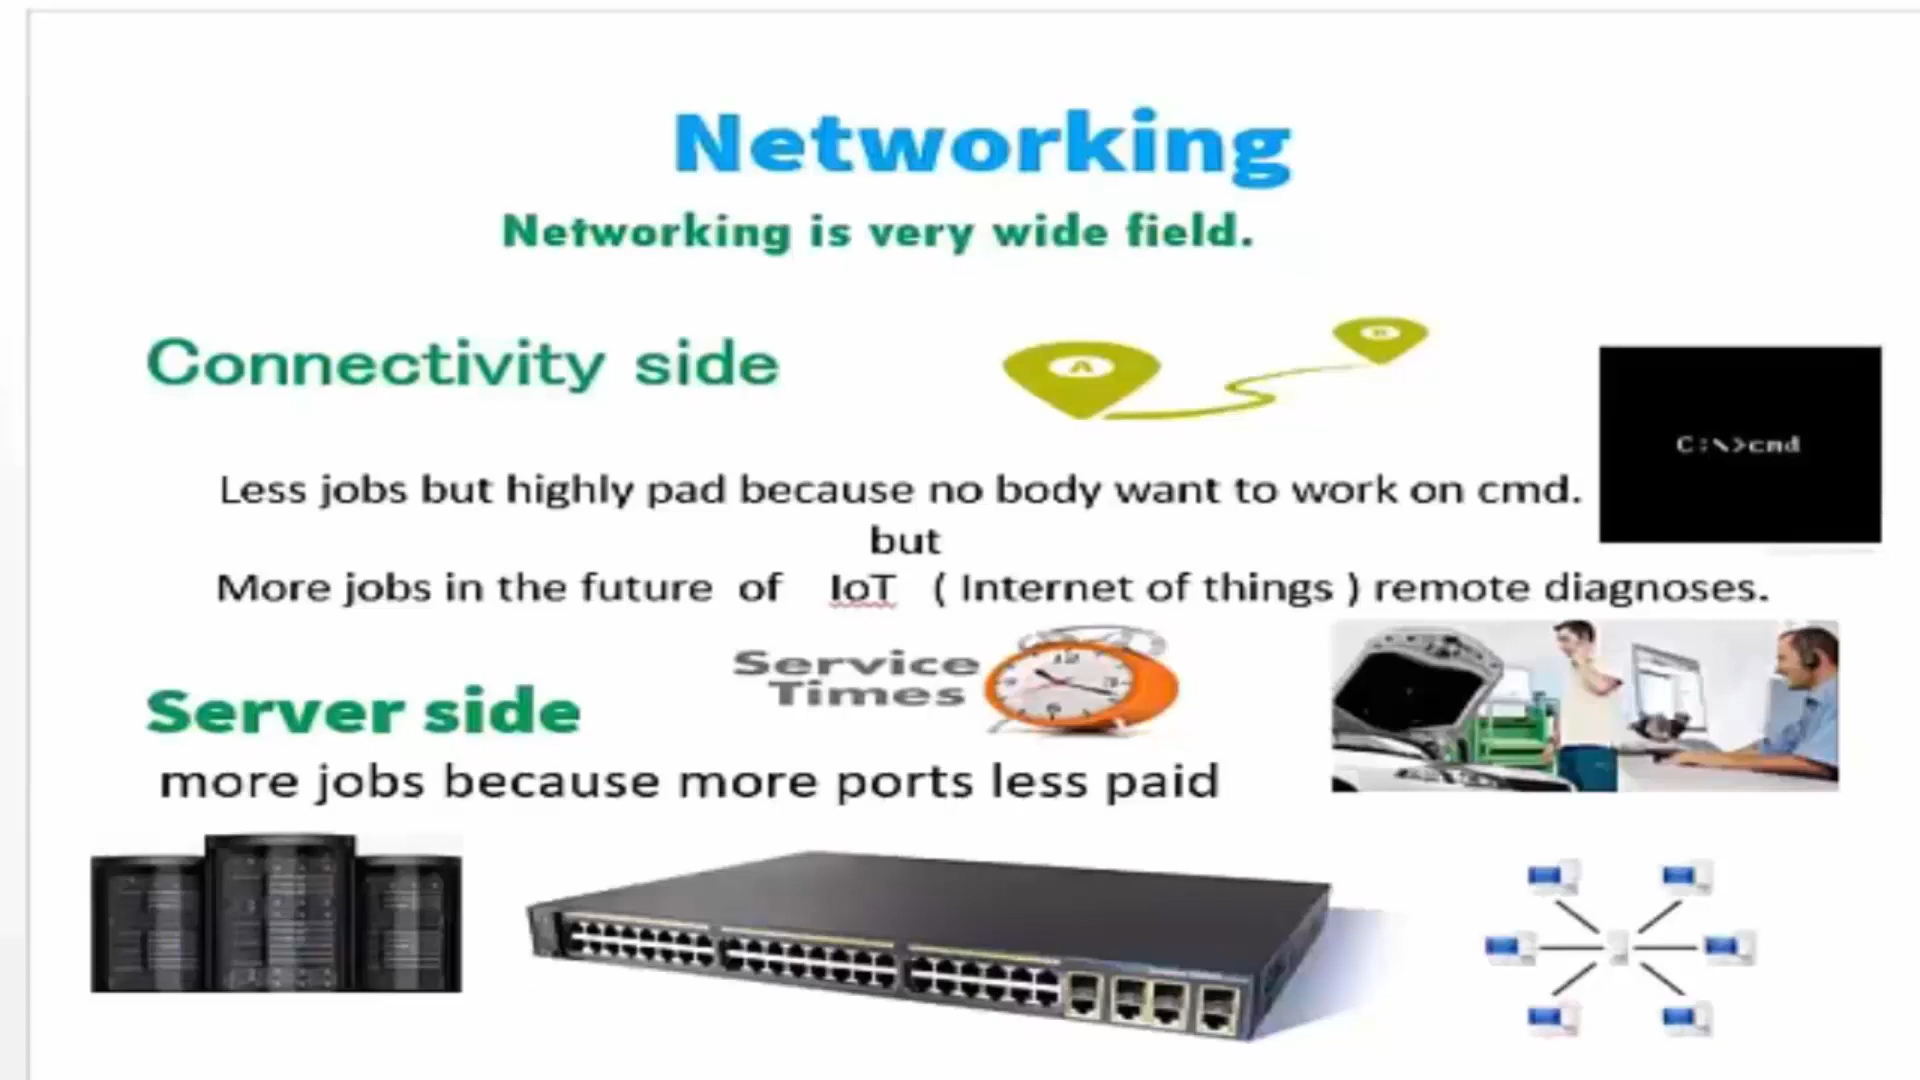 Networking
Networking is very wide field.
Connectivity side
A
B
C:\>cmd
Less jobs but highly pad because no body want to work on cmd.
but
More jobs in the future of IoT ( Internet of things ) remote diagnoses.
Service
Times
Server side
more jobs because more ports less paid